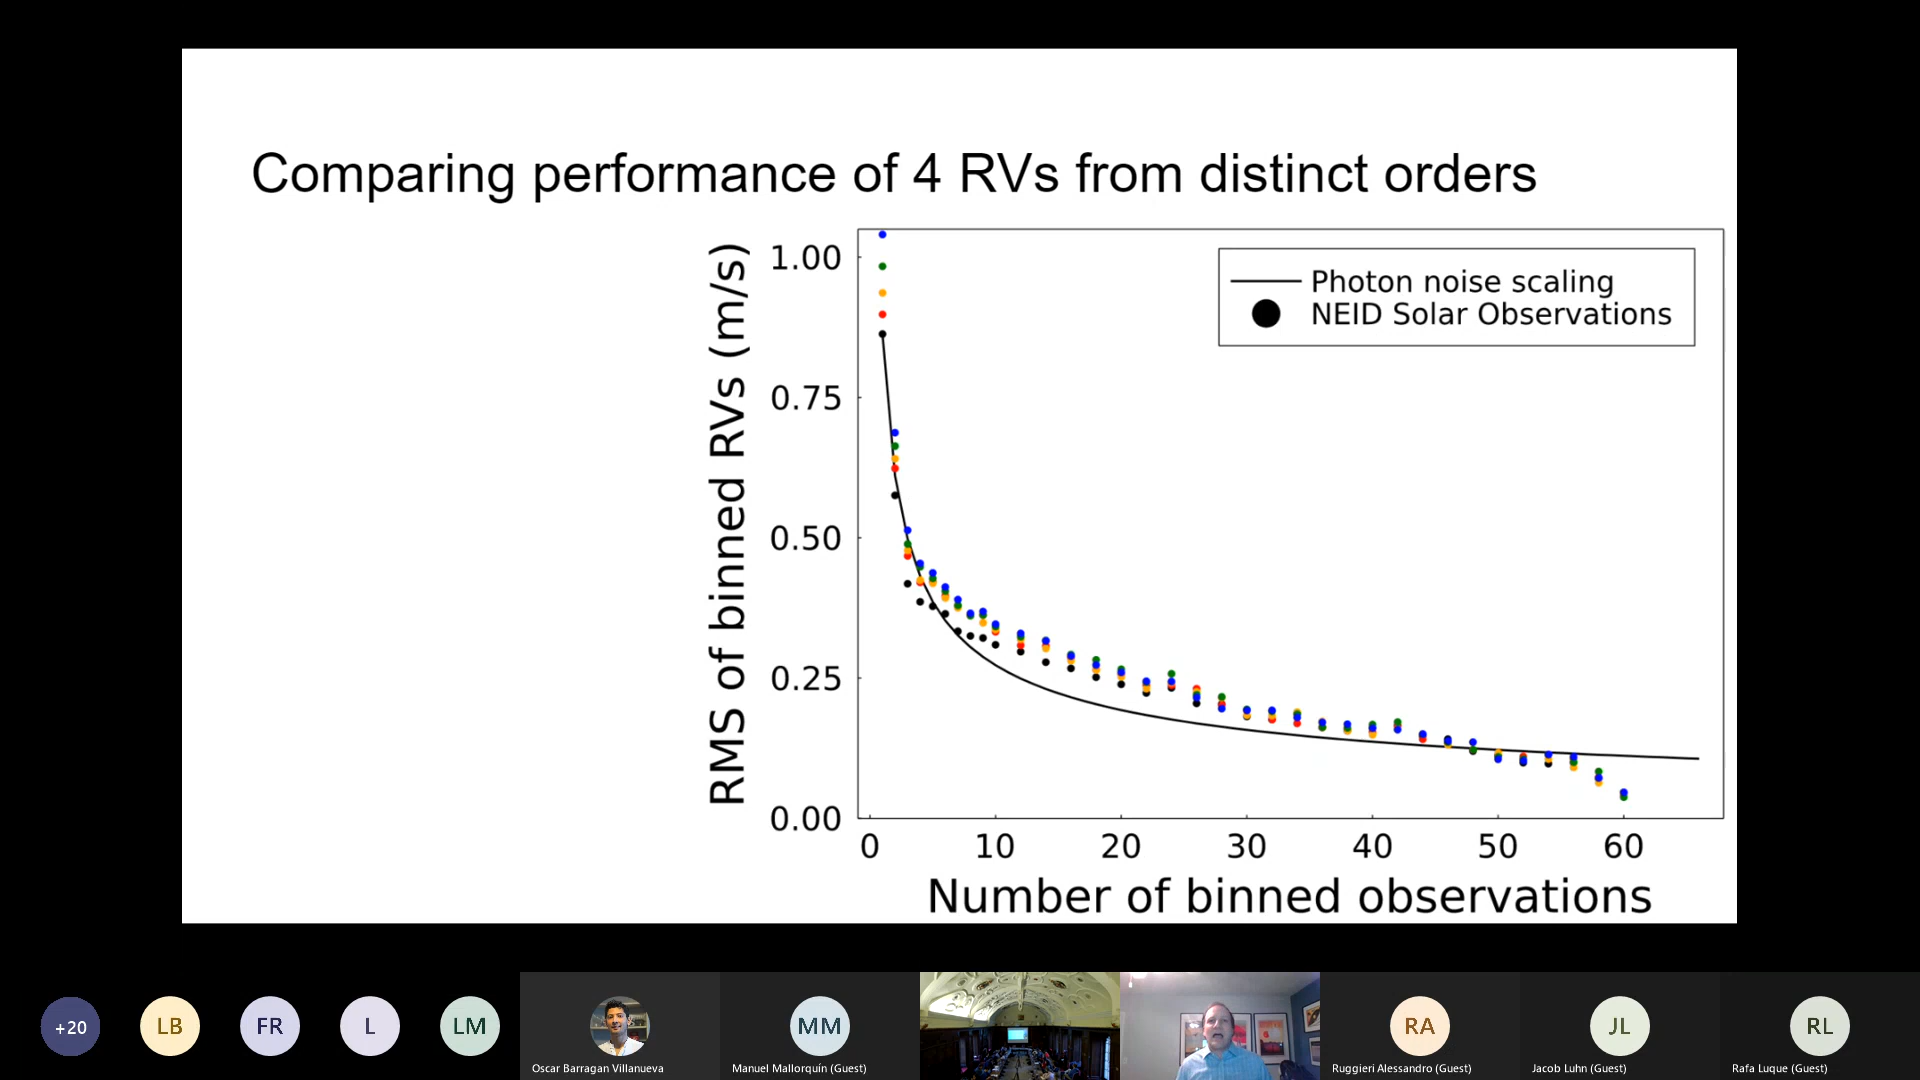 Comparing performance of 4 RVs from distinct orders
RMS of binned RVs (m/s)
1.00
0.75
0.50
0.25
0.00
Photon noise scaling
NEID Solar Observations
0 10 20 30 40 50 60
Number of binned observations
+20
LB
FR
L
LM
MM
RA
JL
RL
Oscar Barragan Villanueva
Manuel Mallorquín (Guest)
Ruggieri Alessandro (Guest)
Jacob Luhn (Guest)
Rafa Luque (Guest)